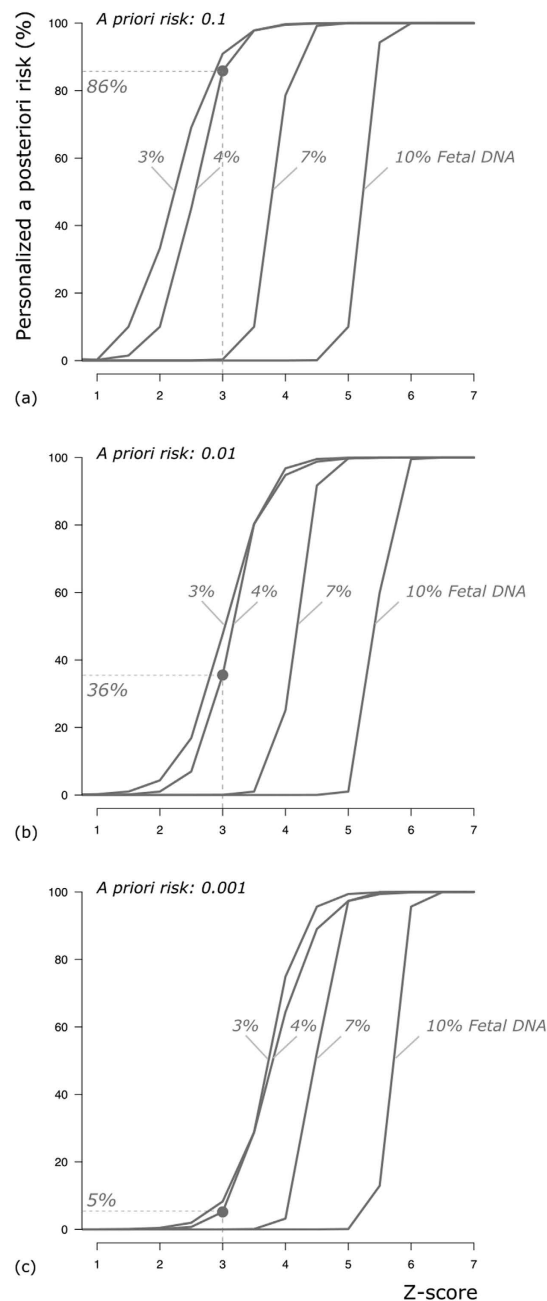 Personalized a posteriori risk (%)
A priori risk: 0.1
100
80
60
40
20
0
86%
3%
4%
7%
10% Fetal DNA
1 2 3 4 5 6 7
(a)
A priori risk: 0.01
100
80
60
40
20
0
36%
3%
4%
7%
10% Fetal DNA
1 2 3 4 5 6 7
(b)
A priori risk: 0.001
100
80
60
40
20
0
5%
3%
4%
7%
10% Fetal DNA
1 2 3 4 5 6 7
(c)
Z-score